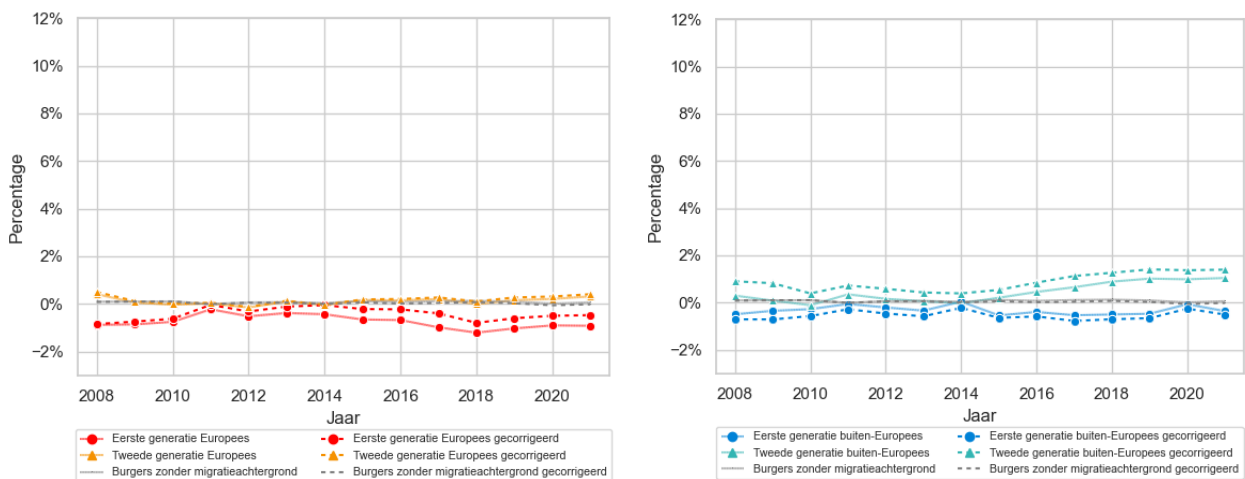 12%
10%
8%
6%
4%
2%
0%
−2%
Percentage
2008 2010 2012 2014 2016 2018 2020
Jaar
Eerste generatie Europees Eerste generatie Europees gecorrigeerd
Tweede generatie Europees Tweede generatie Europees gecorrigeerd
Burgers zonder migratieachtergrond Burgers zonder migratieachtergrond gecorrigeerd
12%
10%
8%
6%
4%
2%
0%
−2%
Percentage
2008 2010 2012 2014 2016 2018 2020
Jaar
Eerste generatie buiten-Europees Eerste generatie buiten-Europees gecorrigeerd
Tweede generatie buiten-Europees Tweede generatie buiten-Europees gecorrigeerd
Burgers zonder migratieachtergrond Burgers zonder migratieachtergrond gecorrigeerd